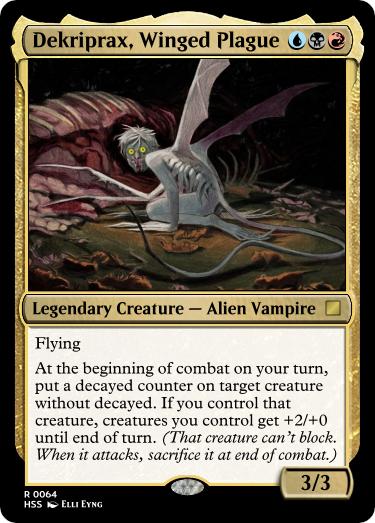 Dekriprax, Winged Plague
Legendary Creature — Alien Vampire
Flying
At the beginning of combat on your turn,
put a decayed counter on target creature
without decayed. If you control that
creature, creatures you control get +2/+0
until end of turn. (That creature can't block.
When it attacks, sacrifice it at end of combat.)
3/3
R 0064
HSS Elli Eyng